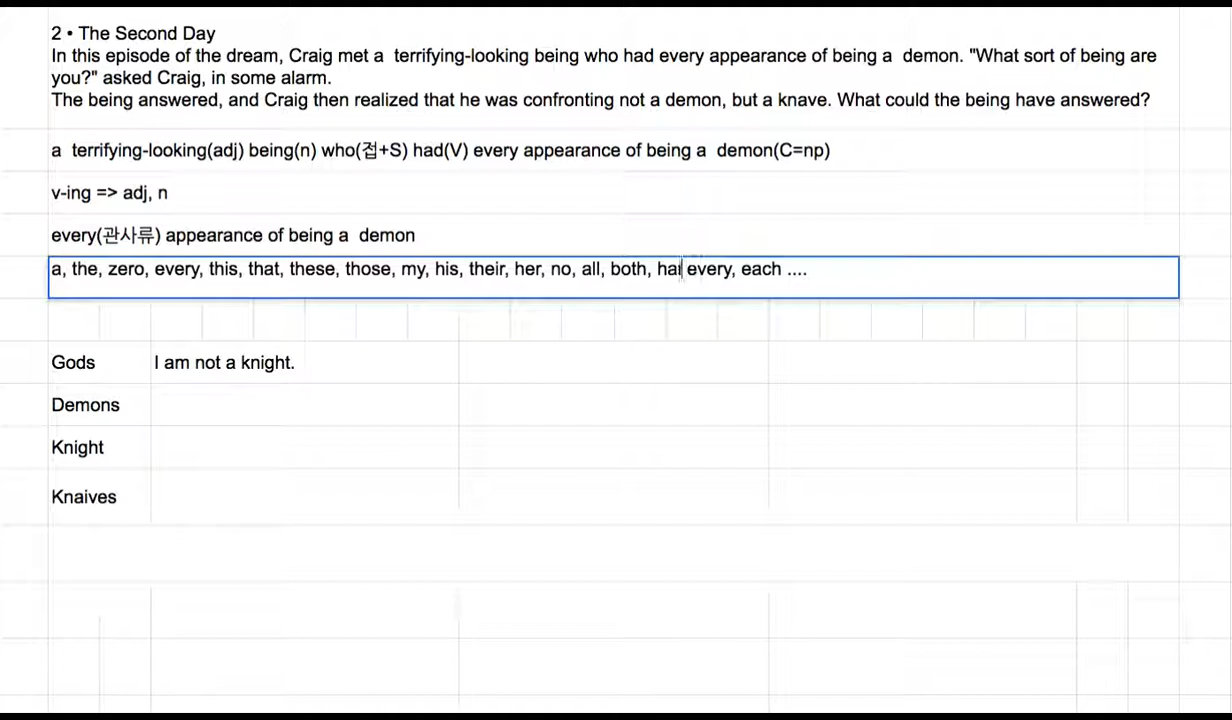 2 • The Second Day
In this episode of the dream, Craig met a  terrifying-looking being who had every appearance of being a  demon. "What sort of being are
you?" asked Craig, in some alarm.
The being answered, and Craig then realized that he was confronting not a demon, but a knave. What could the being have answered?
a  terrifying-looking(adj) being(n) who(접+S) had(V) every appearance of being a  demon(C=np)
v-ing => adj, n
every(관사류) appearance of being a  demon
a, the, zero, every, this, that, these, those, my, his, their, her, no, all, both, every, each ....
Gods I am not a knight.
Demons
Knight
Knaives